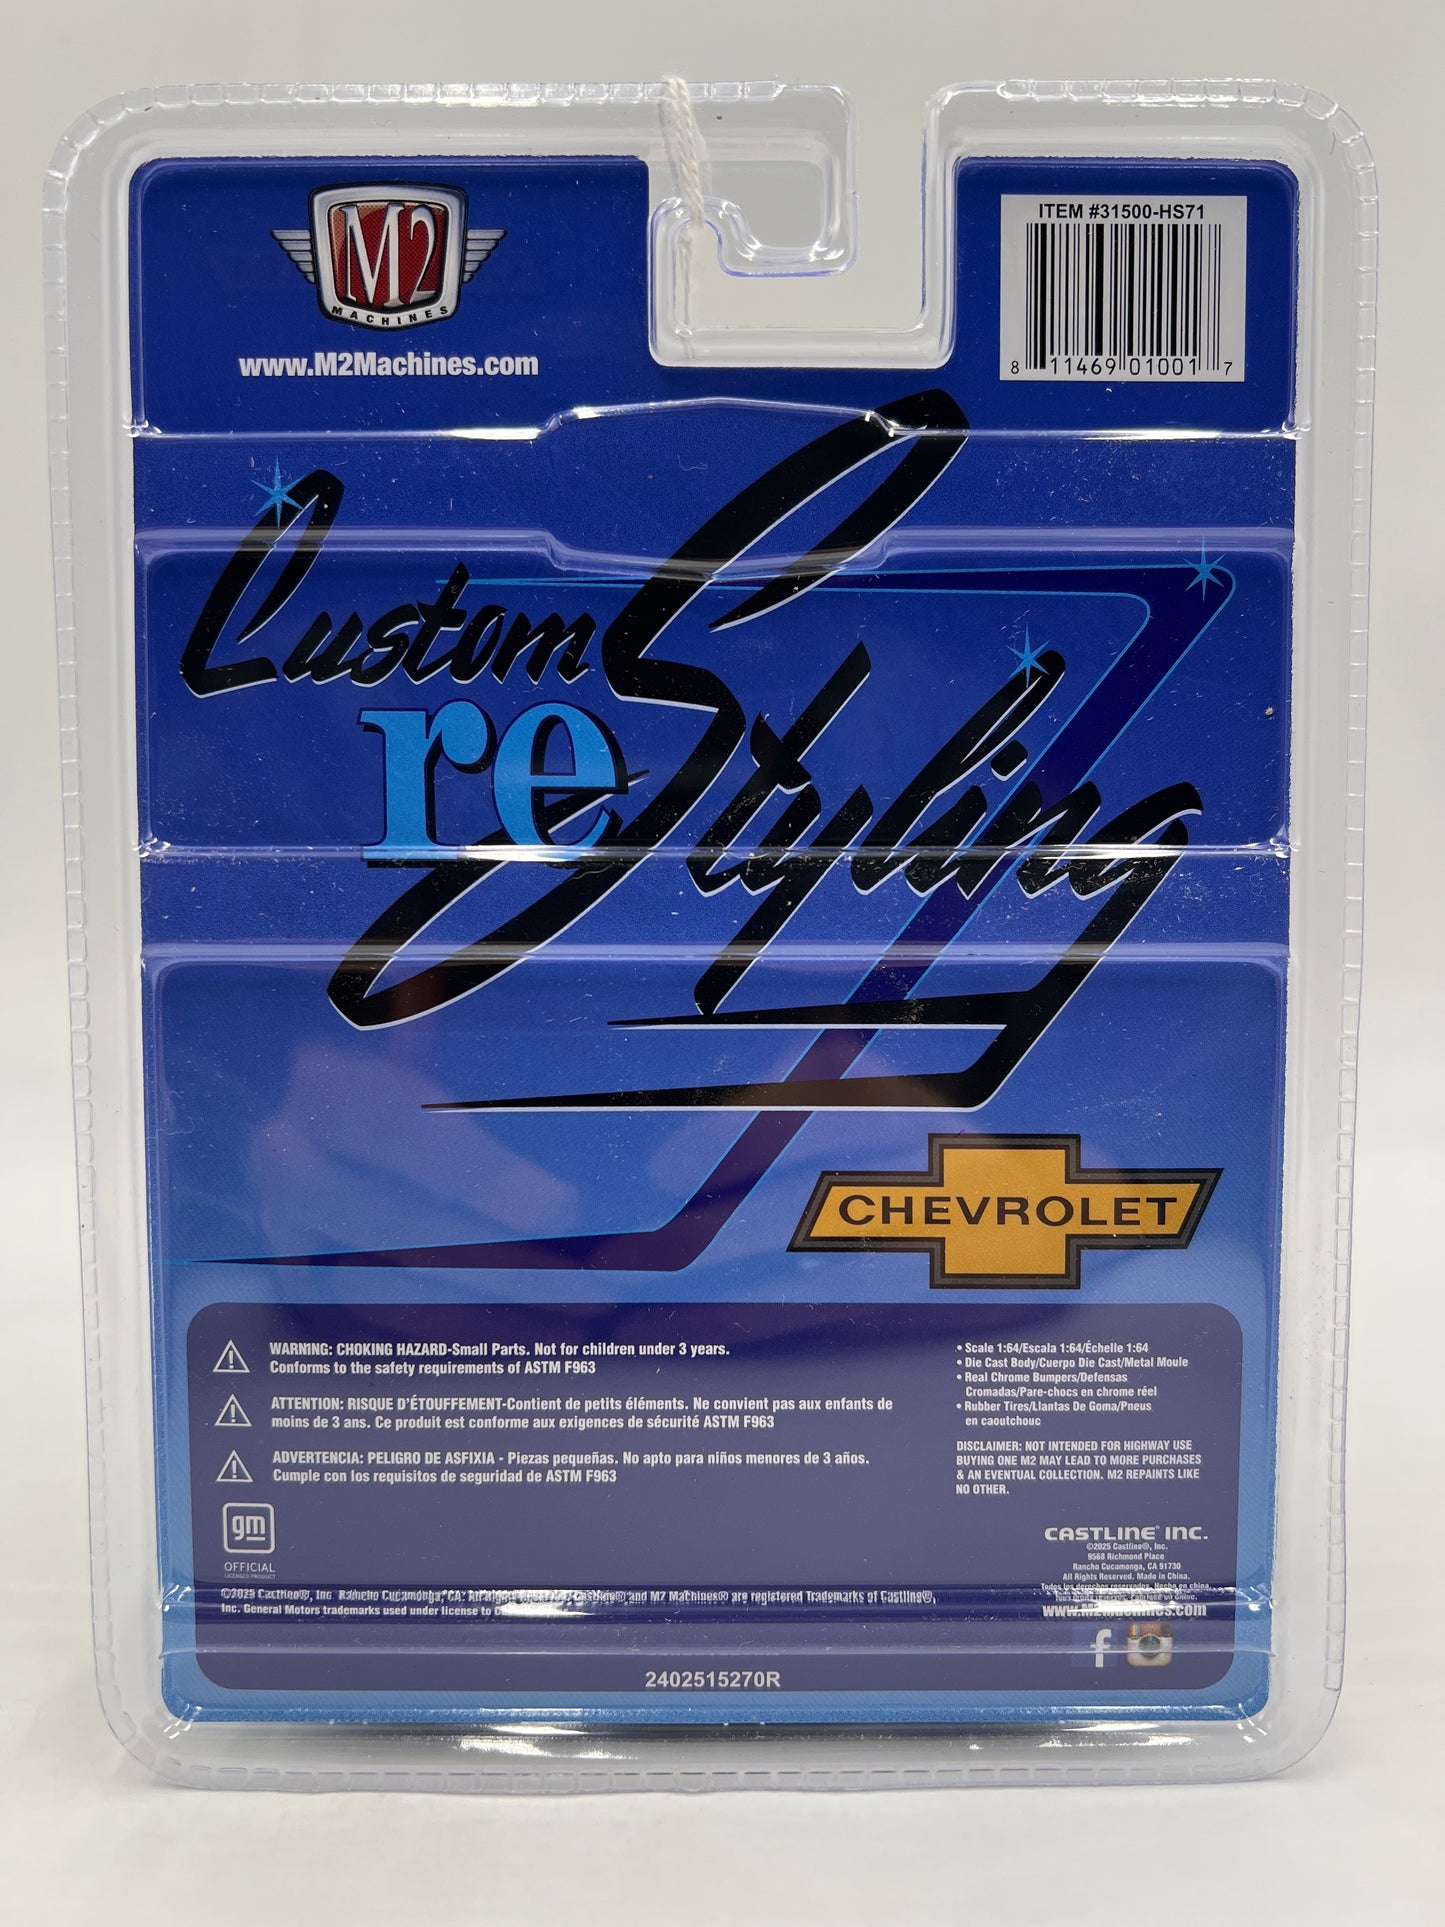 M2
MACHINES
www.M2Machines.com
ITEM #31500-HS71
8 11469 01001 7
Custom
re Styling
CHEVROLET
WARNING: CHOKING HAZARD-Small Parts. Not for children under 3 years.
Conforms to the safety requirements of ASTM F963
ATTENTION: RISQUE D'ÉTOUFFEMENT-Contient de petits éléments. Ne convient pas aux enfants de
moins de 3 ans. Ce produit est conforme aux exigences de sécurité ASTM F963
ADVERTENCIA: PELIGRO DE ASFIXIA - Piezas pequeñas. No apto para niños menores de 3 años.
Cumple con los requisitos de seguridad de ASTM F963
gm
OFFICIAL
LICENSED PRODUCT
©2025 Castline®, Inc. Rancho Cucamonga, CA. All Rights Castline® and M2 Machines® are registered Trademarks of Castline®,
Inc. General Motors trademarks used under license to
• Scale 1:64/Escala 1:64/Échelle 1:64
• Die Cast Body/Cuerpo Die Cast/Metal Moule
• Real Chrome Bumpers/Defensas
Cromadas/Pare-chocs en chrome réel
• Rubber Tires/Llantas De Goma/Pneus
en caoutchouc
DISCLAIMER: NOT INTENDED FOR HIGHWAY USE
BUYING ONE M2 MAY LEAD TO MORE PURCHASES
& AN EVENTUAL COLLECTION. M2 REPAINTS LIKE
NO OTHER.
CASTLINE® INC.
©2025 Castline®, Inc.
9568 Richmond Place
Rancho Cucamonga, CA 91730
All Rights Reserved. Made in China.
Todos los derechos reservados. Hecho en china.
www.M2Machines.com
f
2402515270R